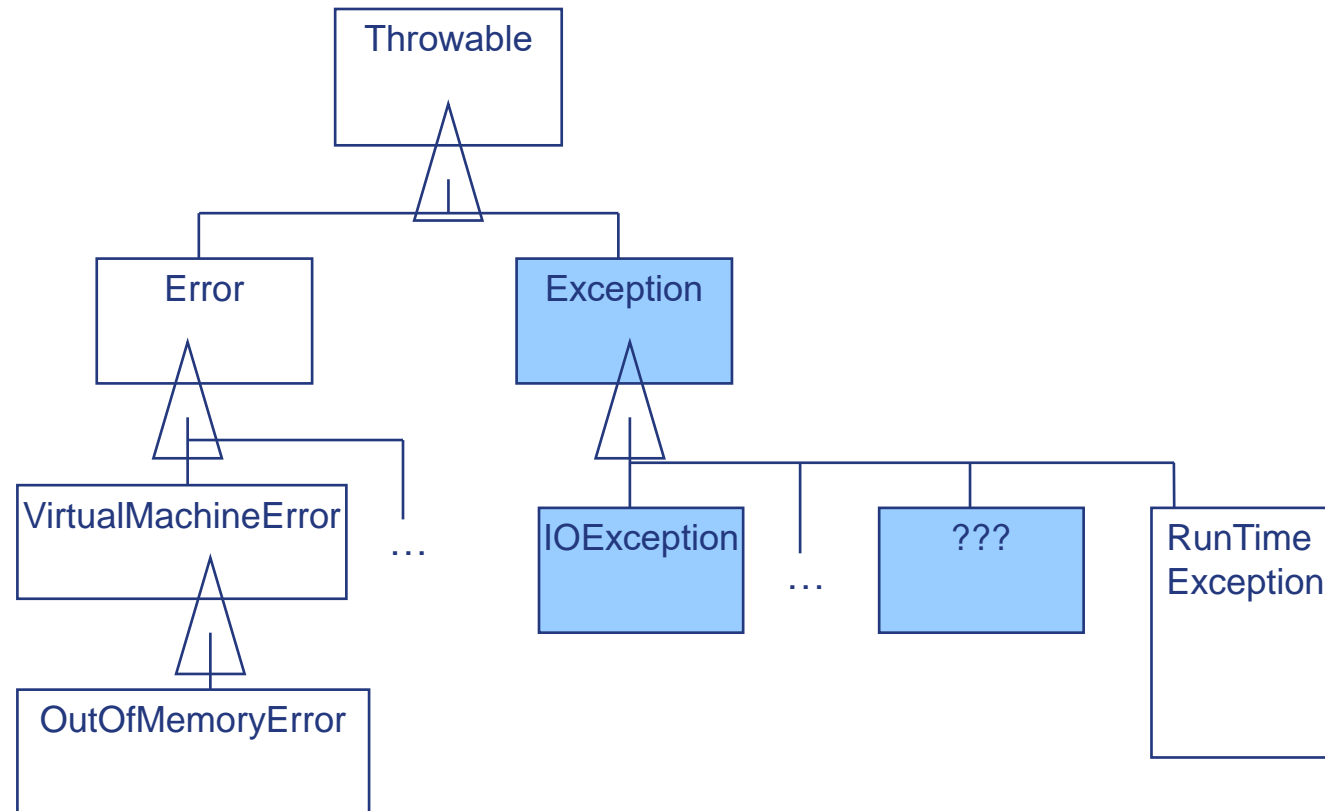 Throwable
Error
Exception
VirtualMachineError
…
IOException
…
???
RunTime
Exception
OutOfMemoryError